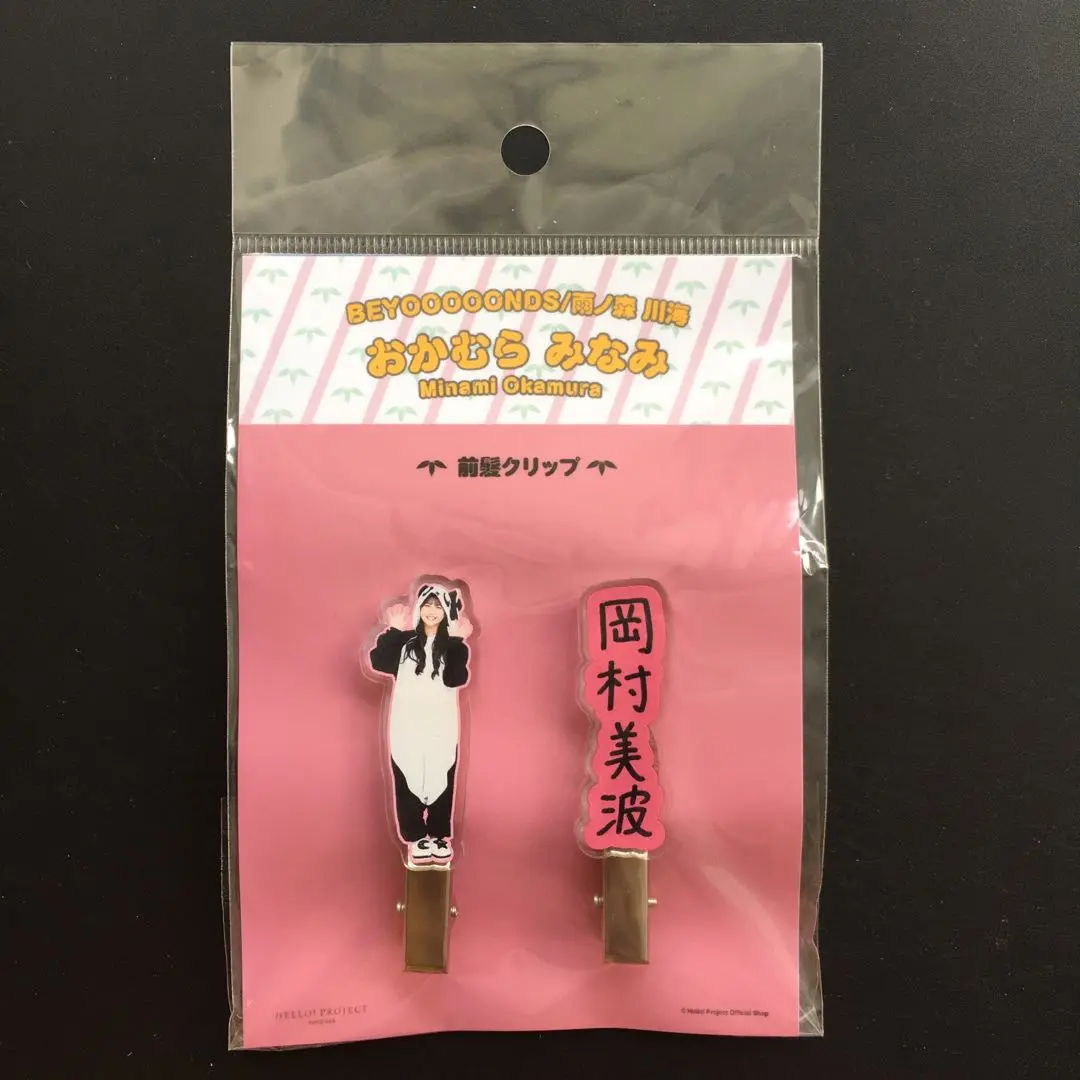 BEYOOOOONDS/雨ノ森 川海
おかむら みなみ
Minami Okamura
前髪クリップ
岡村美波
HELLO! PROJECT
© Hello! Project Official Shop